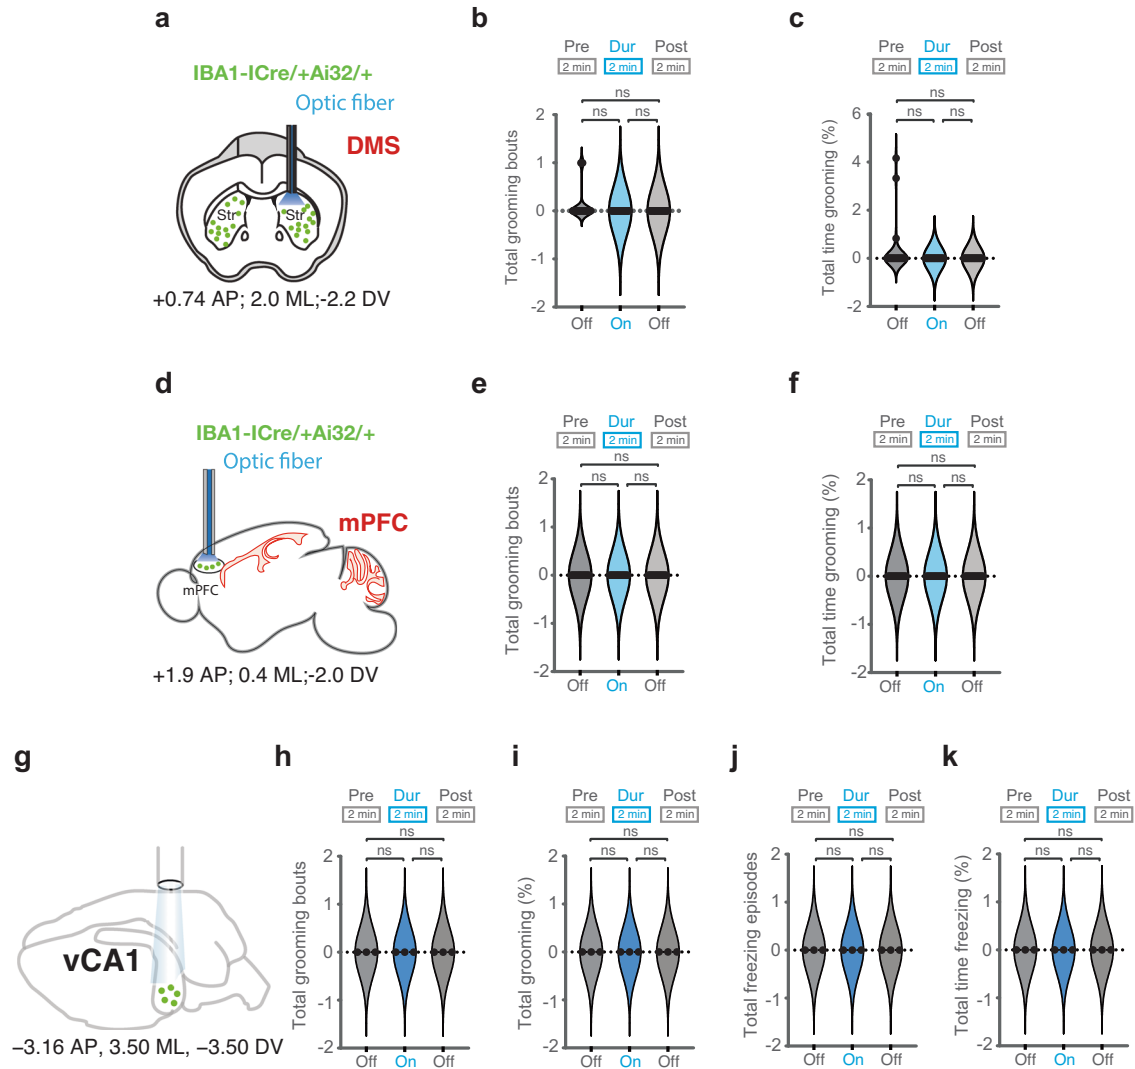 a
IBA1-ICre/+Ai32/+
Optic fiber
DMS
Str
Str
+0.74 AP; 2.0 ML;-2.2 DV
b
Pre Dur Post
2 min 2 min 2 min
ns
ns ns
Total grooming bouts
2
1
0
-1
-2
Off On Off
c
Pre Dur Post
2 min 2 min 2 min
ns
ns ns
Total time grooming (%)
6
4
2
0
-2
Off On Off
d
IBA1-ICre/+Ai32/+
Optic fiber
mPFC
mPFC
+1.9 AP; 0.4 ML;-2.0 DV
e
Pre Dur Post
2 min 2 min 2 min
ns
ns ns
Total grooming bouts
2
1
0
-1
-2
Off On Off
f
Pre Dur Post
2 min 2 min 2 min
ns
ns ns
Total time grooming (%)
2
1
0
-1
-2
Off On Off
g
vCA1
−3.16 AP, 3.50 ML, −3.50 DV
h
Pre Dur Post
2 min 2 min 2 min
ns
ns ns
Total grooming bouts
2
1
0
-1
-2
Off On Off
i
Pre Dur Post
2 min 2 min 2 min
ns
ns ns
Total grooming (%)
2
1
0
-1
-2
Off On Off
j
Pre Dur Post
2 min 2 min 2 min
ns
ns ns
Total freezing episodes
2
1
0
-1
-2
Off On Off
k
Pre Dur Post
2 min 2 min 2 min
ns
ns ns
Total time freezing (%)
2
1
0
-1
-2
Off On Off